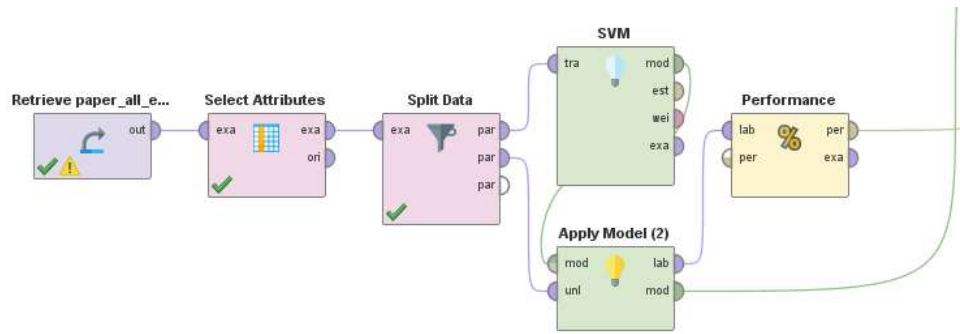 SVM
tra mod
est
wei
exa
Retrieve paper_all_e...
out
Select Attributes
exa exa
ori
Split Data
exa par
par
par
Performance
lab per
per exa
%
Apply Model (2)
mod lab
unl mod